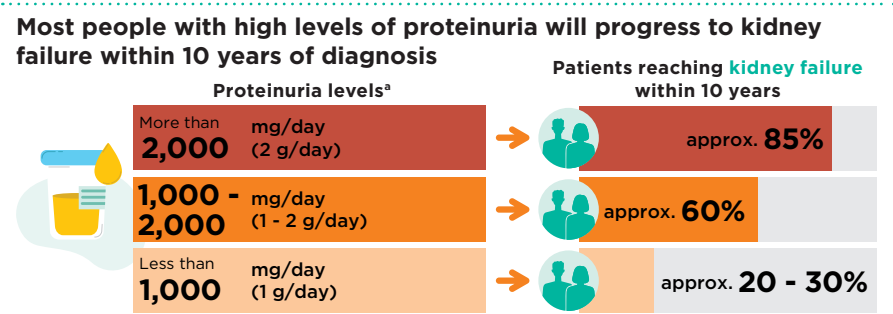 Most people with high levels of proteinuria will progress to kidney
failure within 10 years of diagnosis
Proteinuria levelsᵃ
Patients reaching kidney failure
within 10 years
More than
2,000
mg/day
(2 g/day)
approx. 85%
1,000 -
2,000
mg/day
(1 - 2 g/day)
approx. 60%
Less than
1,000
mg/day
(1 g/day)
approx. 20 - 30%